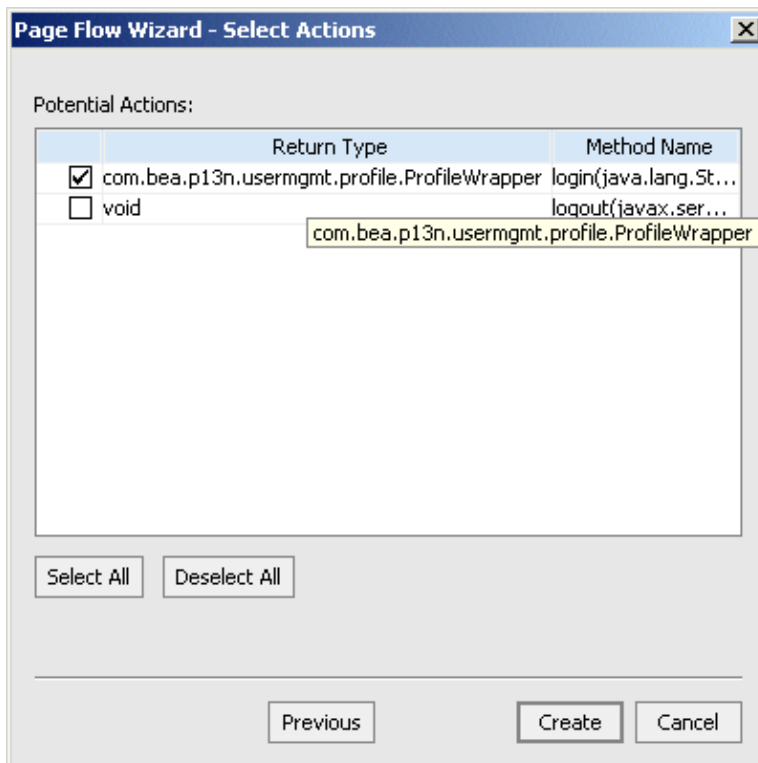 Page Flow Wizard - Select Actions
Potential Actions:
Return Type Method Name
com.bea.p13n.usermgmt.profile.ProfileWrapper login(java.lang.St...
void logout(javax.ser...
com.bea.p13n.usermgmt.profile.ProfileWrapper
Select All Deselect All
Previous Create Cancel